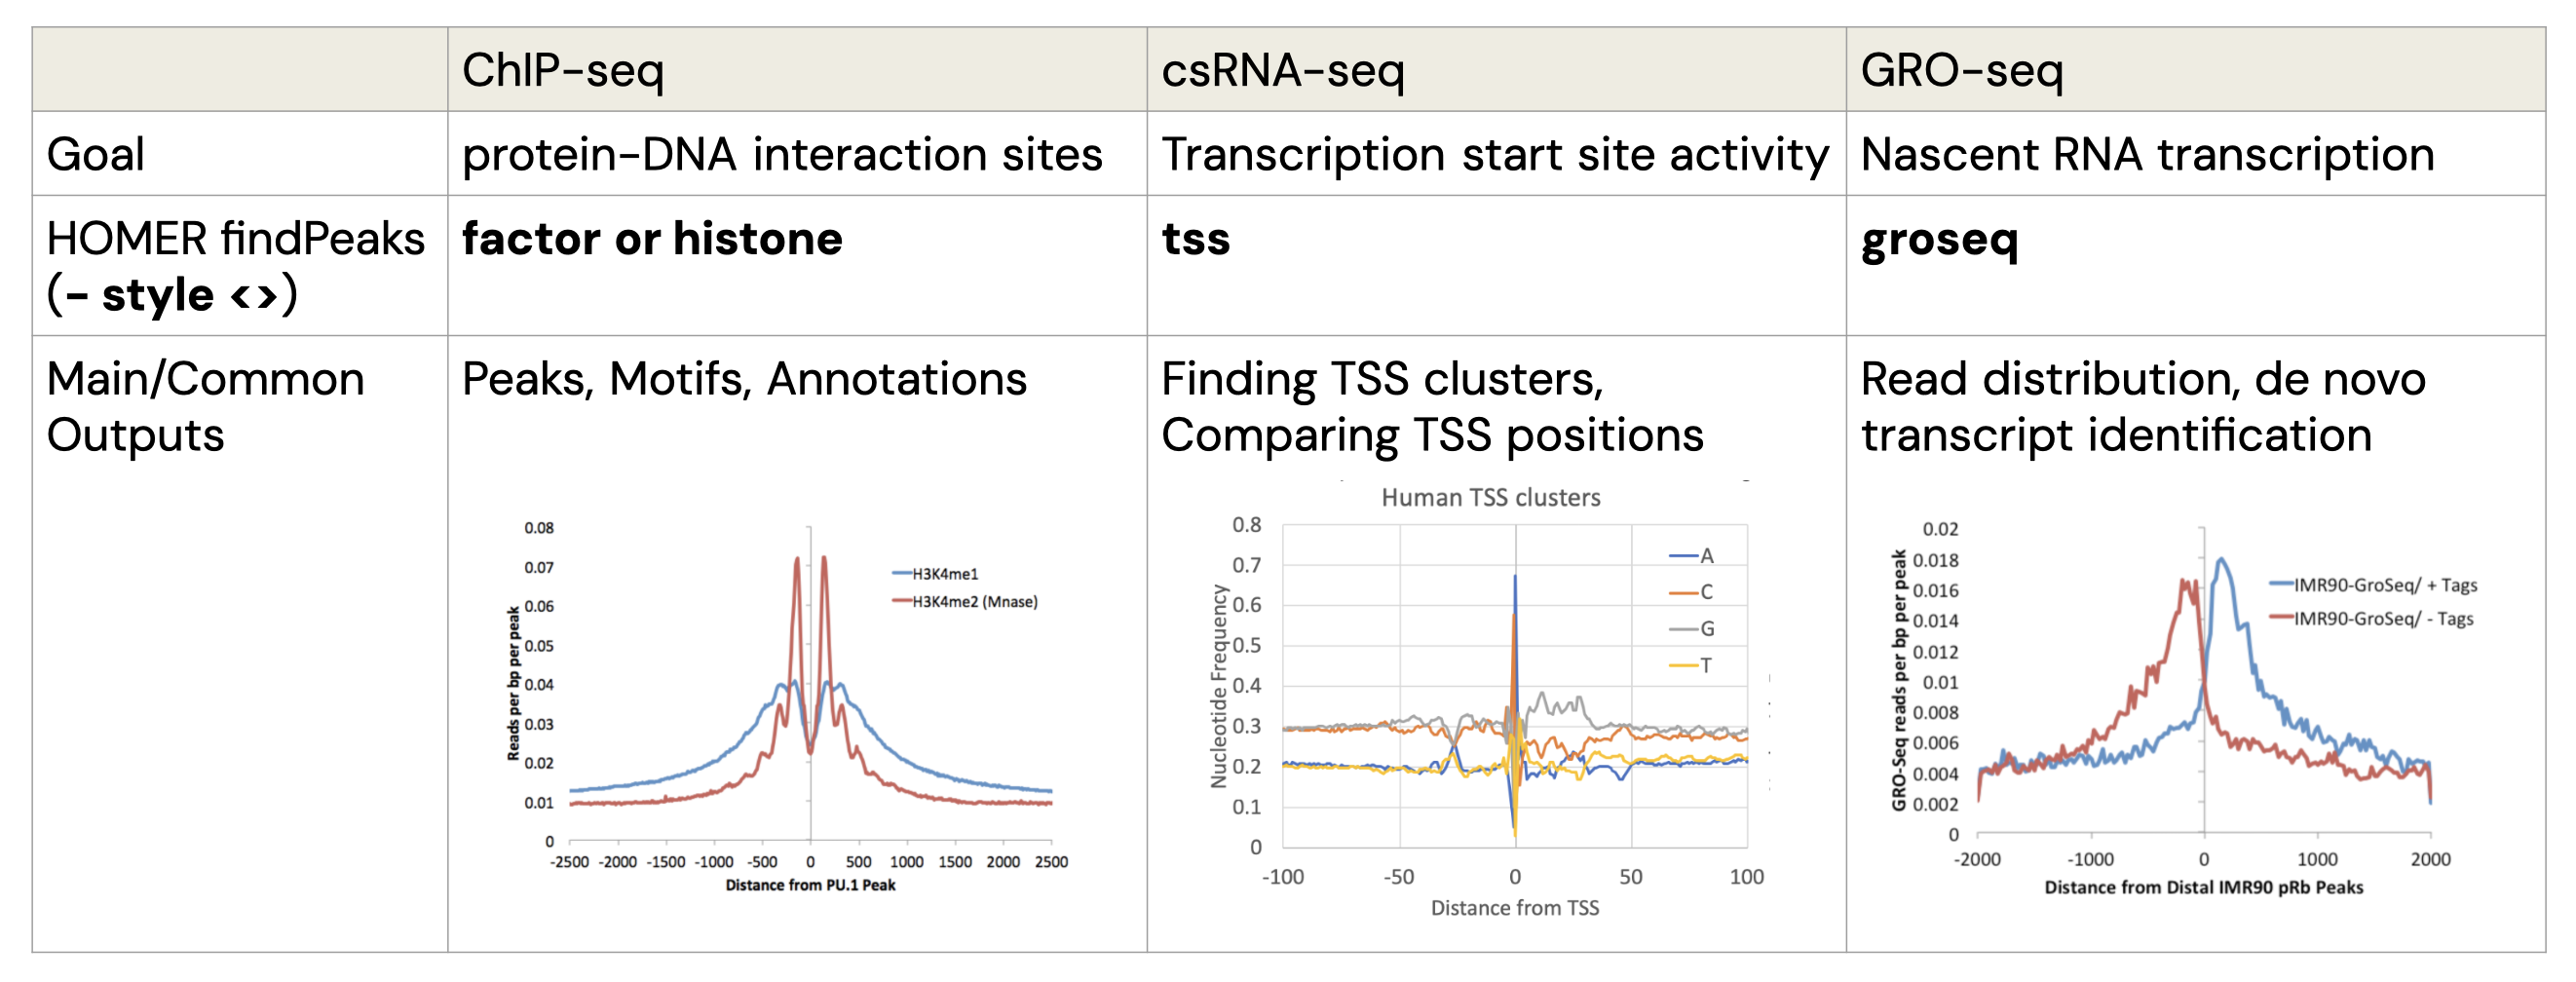 ChIP-seq
csRNA-seq
GRO-seq
Goal
protein-DNA interaction sites
Transcription start site activity
Nascent RNA transcription
HOMER findPeaks
(- style <>)
factor or histone
tss
groseq
Main/Common
Outputs
Peaks, Motifs, Annotations
Finding TSS clusters,
Comparing TSS positions
Read distribution, de novo
transcript identification
0.08
0.07
0.06
0.05
0.04
0.03
0.02
0.01
0
Reads per bp per peak
H3K4me1
H3K4me2 (Mnase)
-2500 -2000 -1500 -1000 -500 0 500 1000 1500 2000 2500
Distance from PU.1 Peak
Human TSS clusters
0.8
0.7
0.6
0.5
0.4
0.3
0.2
0.1
0
Nucleotide Frequency
A
C
G
T
-100 -50 0 50 100
Distance from TSS
0.02
0.018
0.016
0.014
0.012
0.01
0.008
0.006
0.004
0.002
0
GRO-Seq reads per bp per peak
IMR90-GroSeq/ + Tags
IMR90-GroSeq/ - Tags
-2000 -1000 0 1000 2000
Distance from Distal IMR90 pRb Peaks